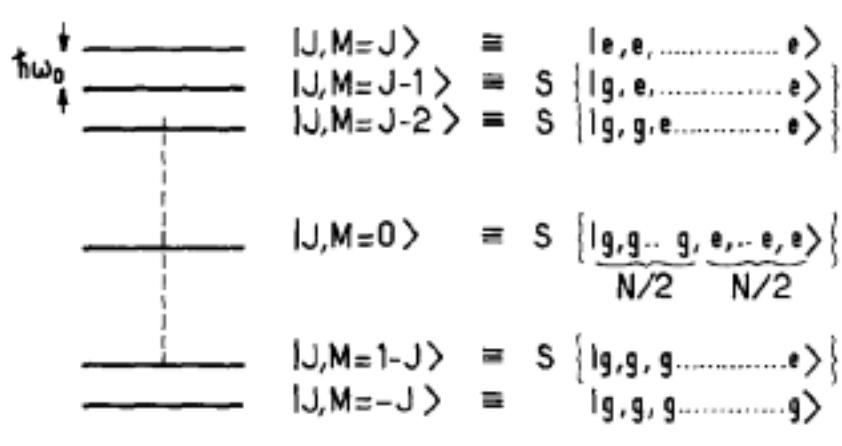 |J,M=J> ≡ |e,e,.............. e>
ħω₀ |J,M=J-1> ≡ S {|g,e,.............. e>}
|J,M=J-2> ≡ S {|g,g,e............ e>}
|J,M=0> ≡ S {|g,g.. g, e,.. e, e>}
N/2 N/2
|J,M=1-J> ≡ S {|g,g, g............e>}
|J,M=-J> ≡ |g,g, g............g>